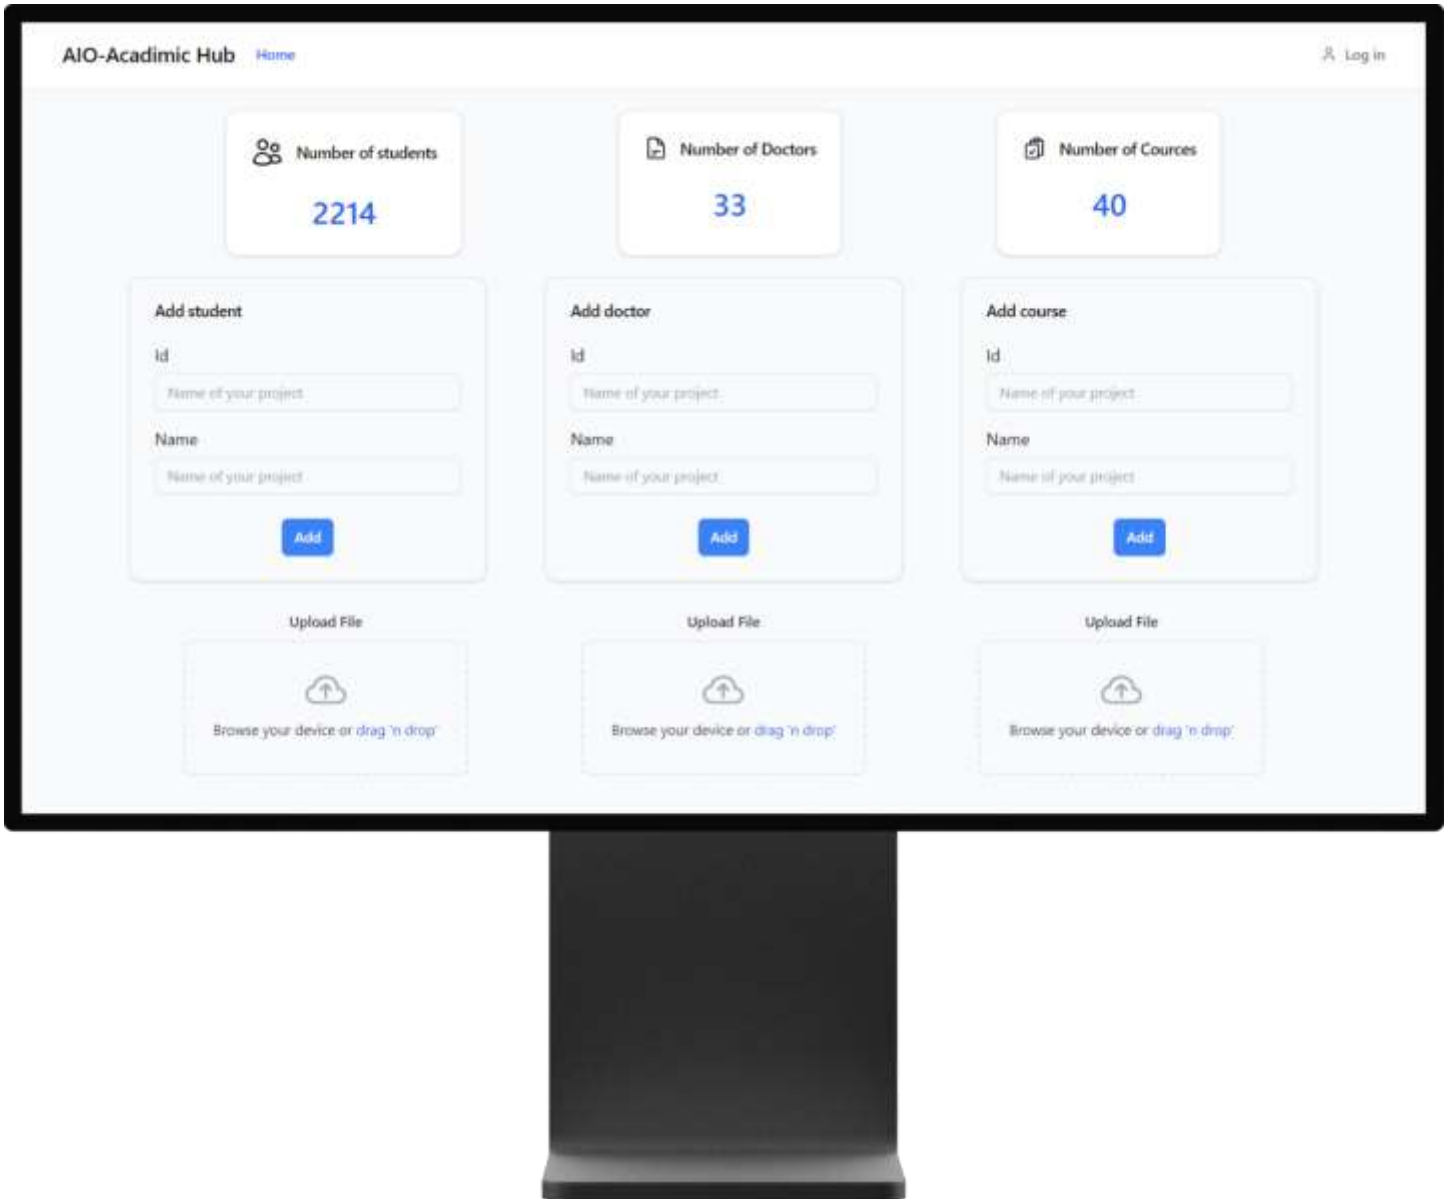 AIO-Acadimic Hub Home Log in
Number of students
2214
Number of Doctors
33
Number of Cources
40
Add student
Id
Name of your project
Name
Name of your project
Add
Add doctor
Id
Name of your project
Name
Name of your project
Add
Add course
Id
Name of your project
Name
Name of your project
Add
Upload File
Browse your device or drag 'n drop'
Upload File
Browse your device or drag 'n drop'
Upload File
Browse your device or drag 'n drop'